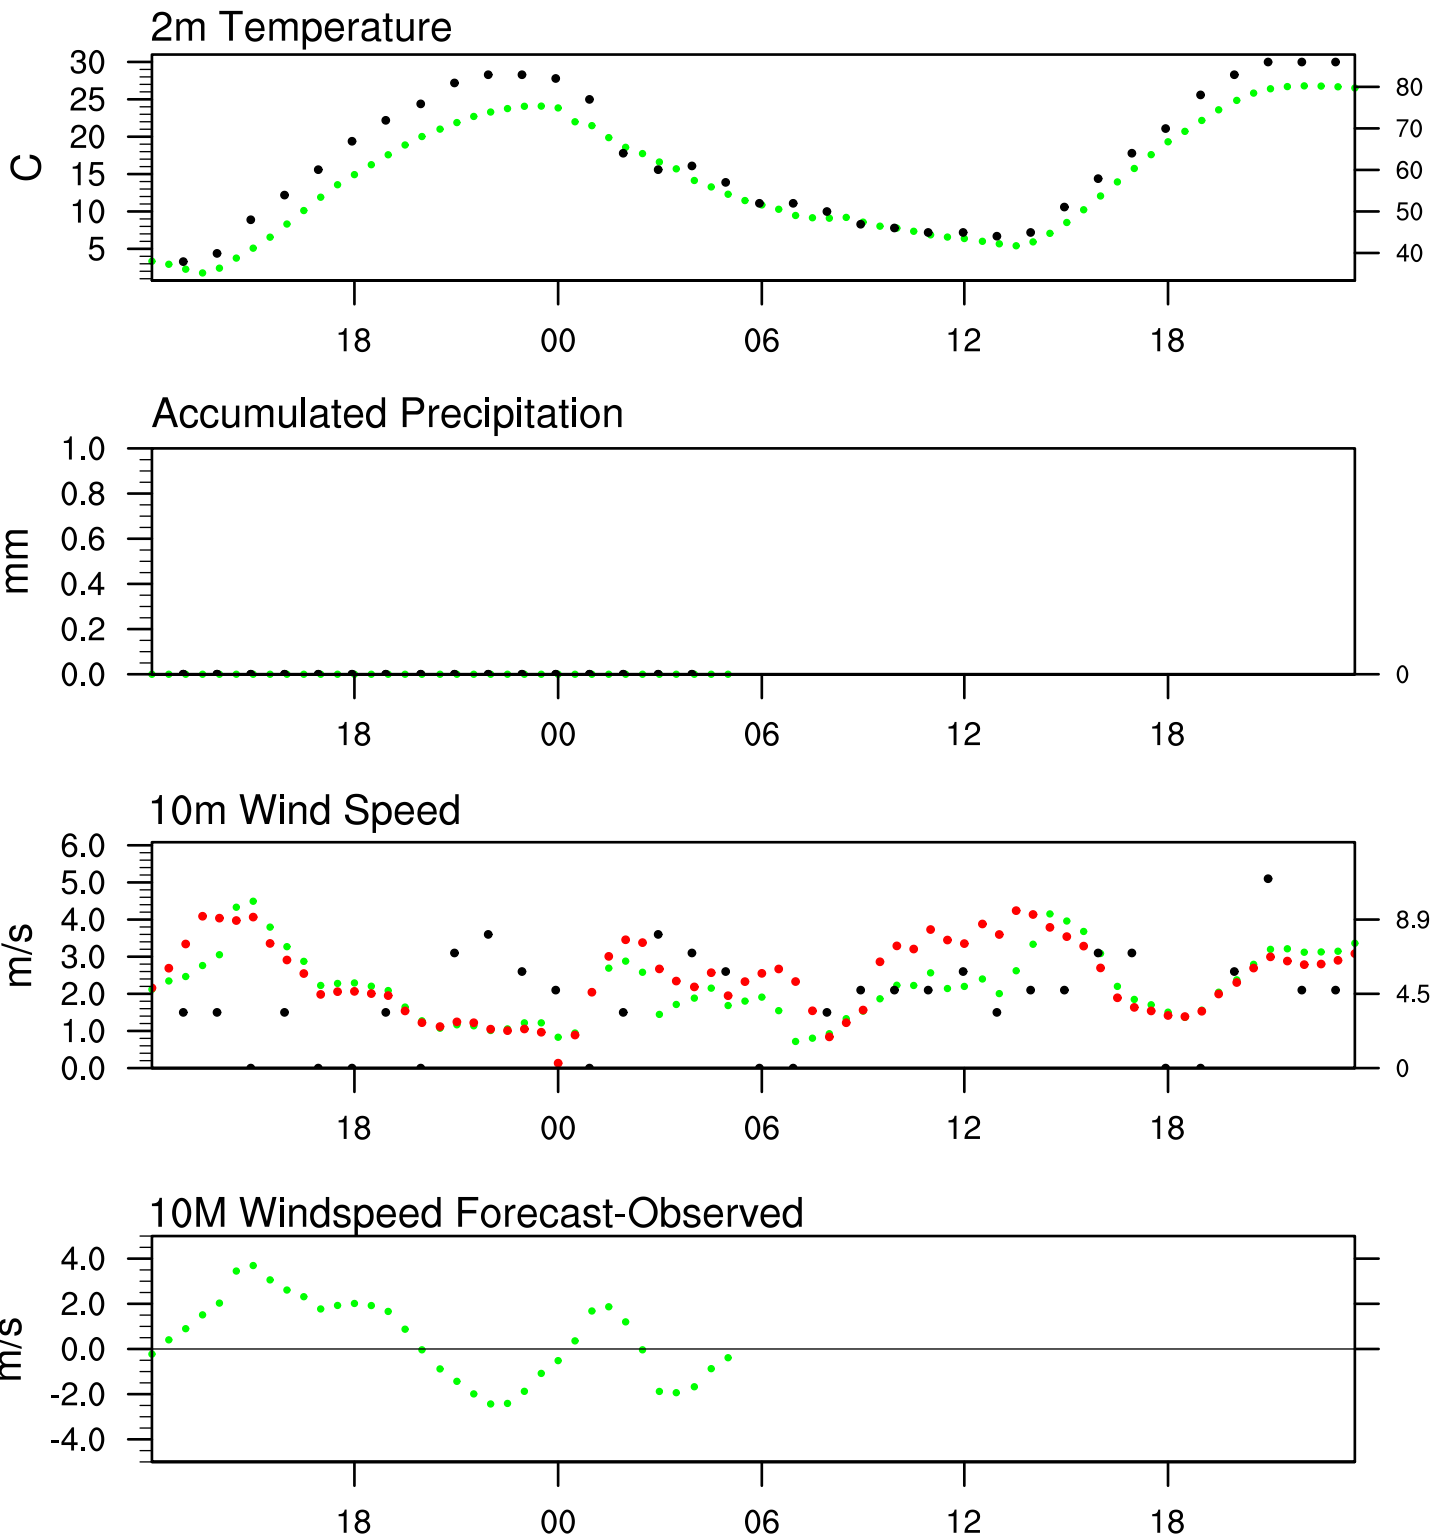 2m Temperature
30
25
20
15
10
5
C
80
70
60
50
40
18 00 06 12 18
Accumulated Precipitation
1.0
0.8
0.6
0.4
0.2
0.0
mm
0
18 00 06 12 18
10m Wind Speed
6.0
5.0
4.0
3.0
2.0
1.0
0.0
m/s
8.9
4.5
0
18 00 06 12 18
10M Windspeed Forecast-Observed
4.0
2.0
0.0
-2.0
-4.0
m/s
18 00 06 12 18